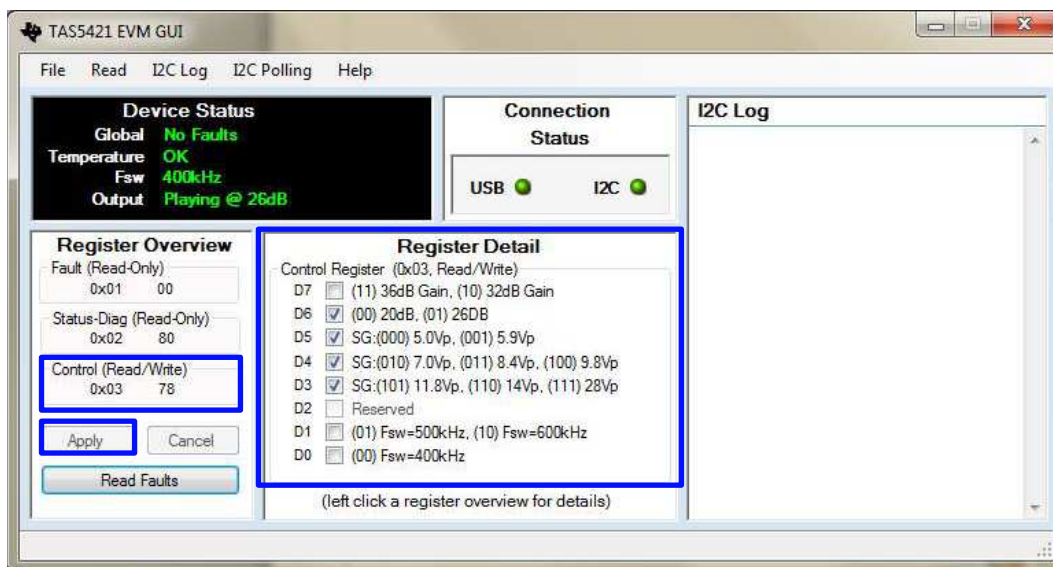 TAS5421 EVM GUI
File Read I2C Log I2C Polling Help
Device Status
Global No Faults
Temperature OK
Fsw 400kHz
Output Playing @ 26dB
Connection
Status
USB I2C
I2C Log
Register Overview
Fault (Read-Only)
0x01 00
Status-Diag (Read-Only)
0x02 80
Control (Read/Write)
0x03 78
Apply Cancel
Read Faults
Register Detail
Control Register (0x03, Read/Write)
D7 (11) 36dB Gain, (10) 32dB Gain
D6 (00) 20dB, (01) 26DB
D5 SG:(000) 5.0Vp, (001) 5.9Vp
D4 SG:(010) 7.0Vp, (011) 8.4Vp, (100) 9.8Vp
D3 SG:(101) 11.8Vp, (110) 14Vp, (111) 28Vp
D2 Reserved
D1 (01) Fsw=500kHz, (10) Fsw=600kHz
D0 (00) Fsw=400kHz
(left click a register overview for details)